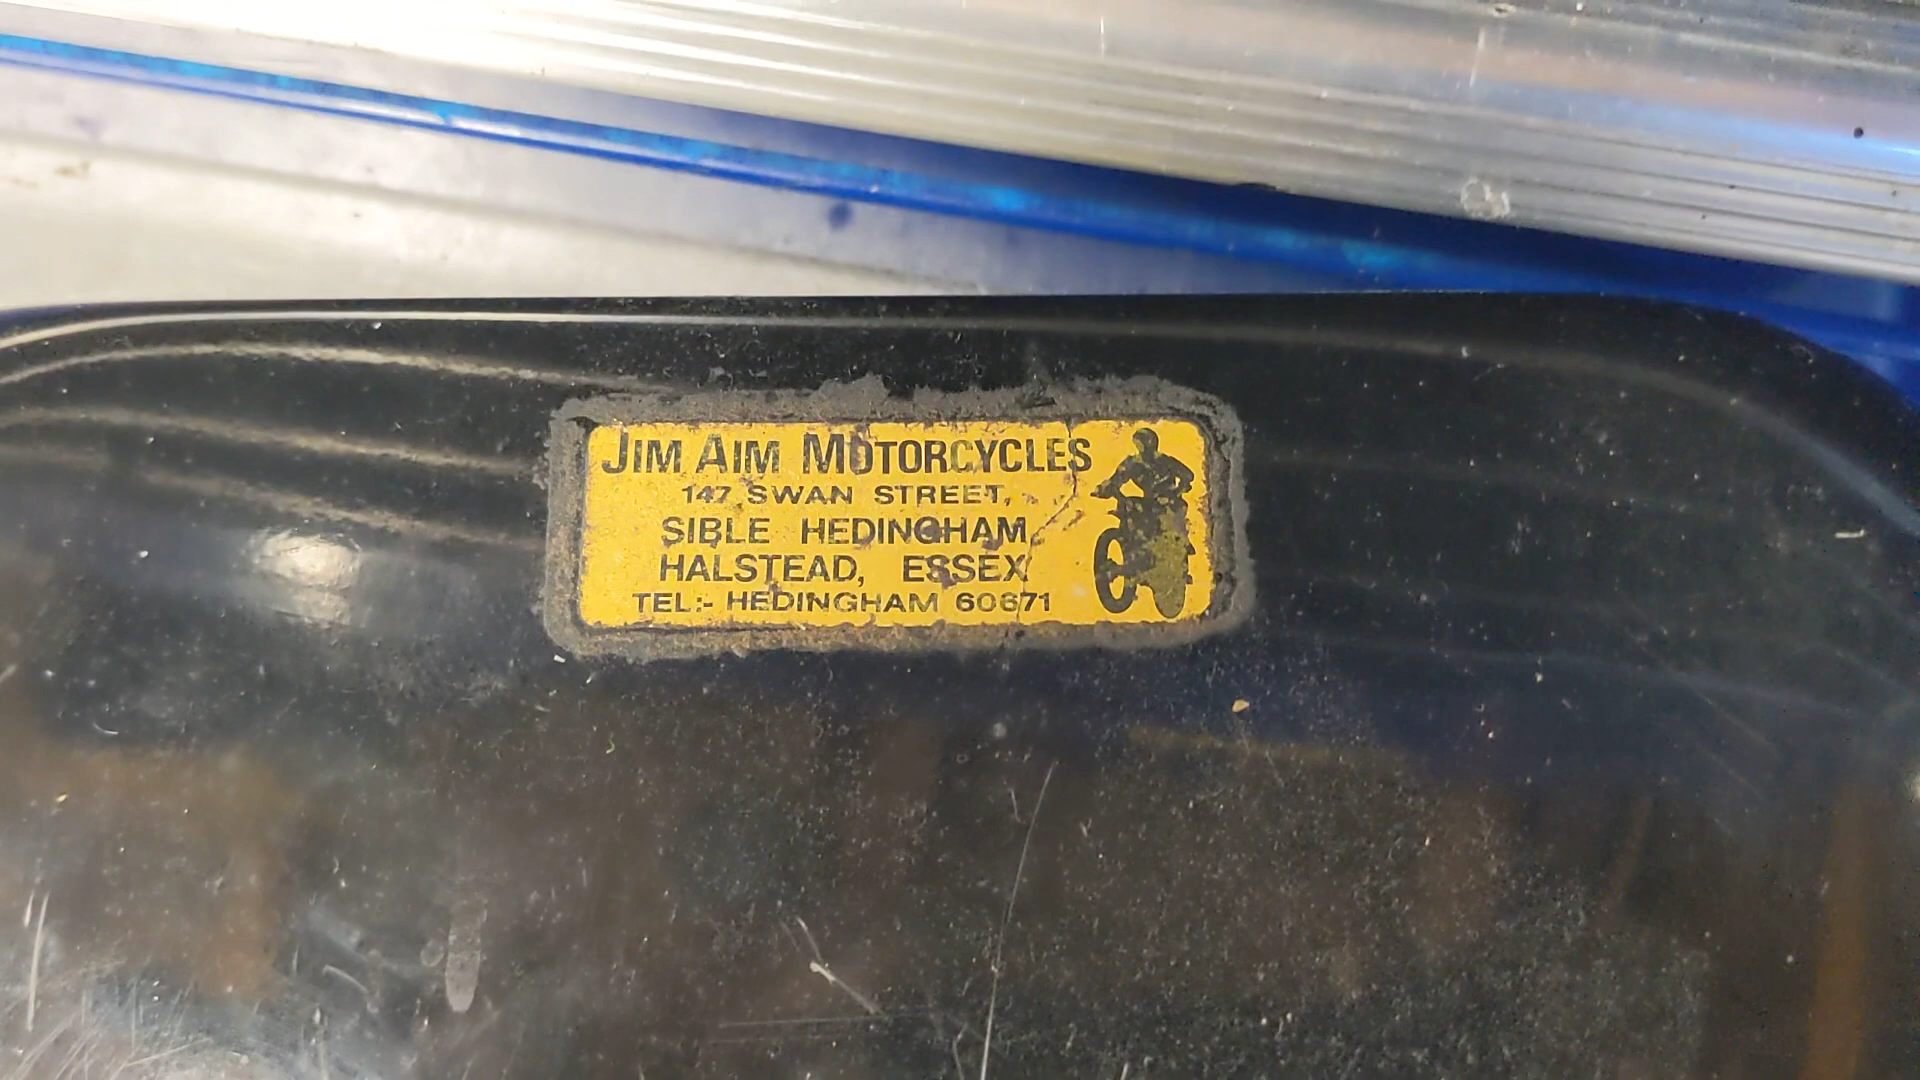 JIM AIM MOTORCYCLES
147 SWAN STREET,
SIBLE HEDINGHAM,
HALSTEAD, ESSEX
TEL:- HEDINGHAM 60671